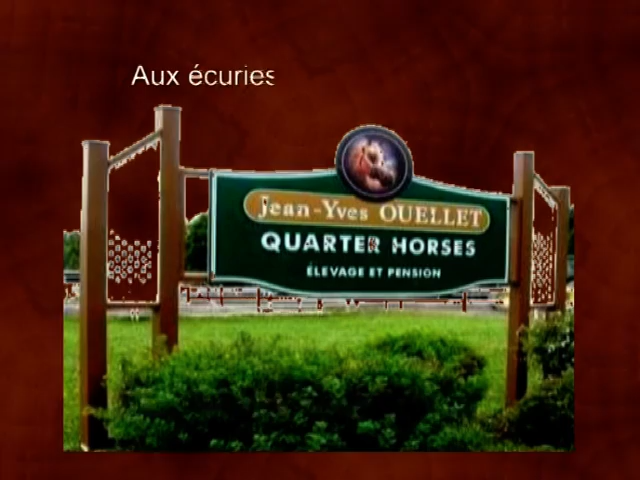 Aux écuries
Jean-Yves OUELLET
QUARTER HORSES
ÉLEVAGE ET PENSION